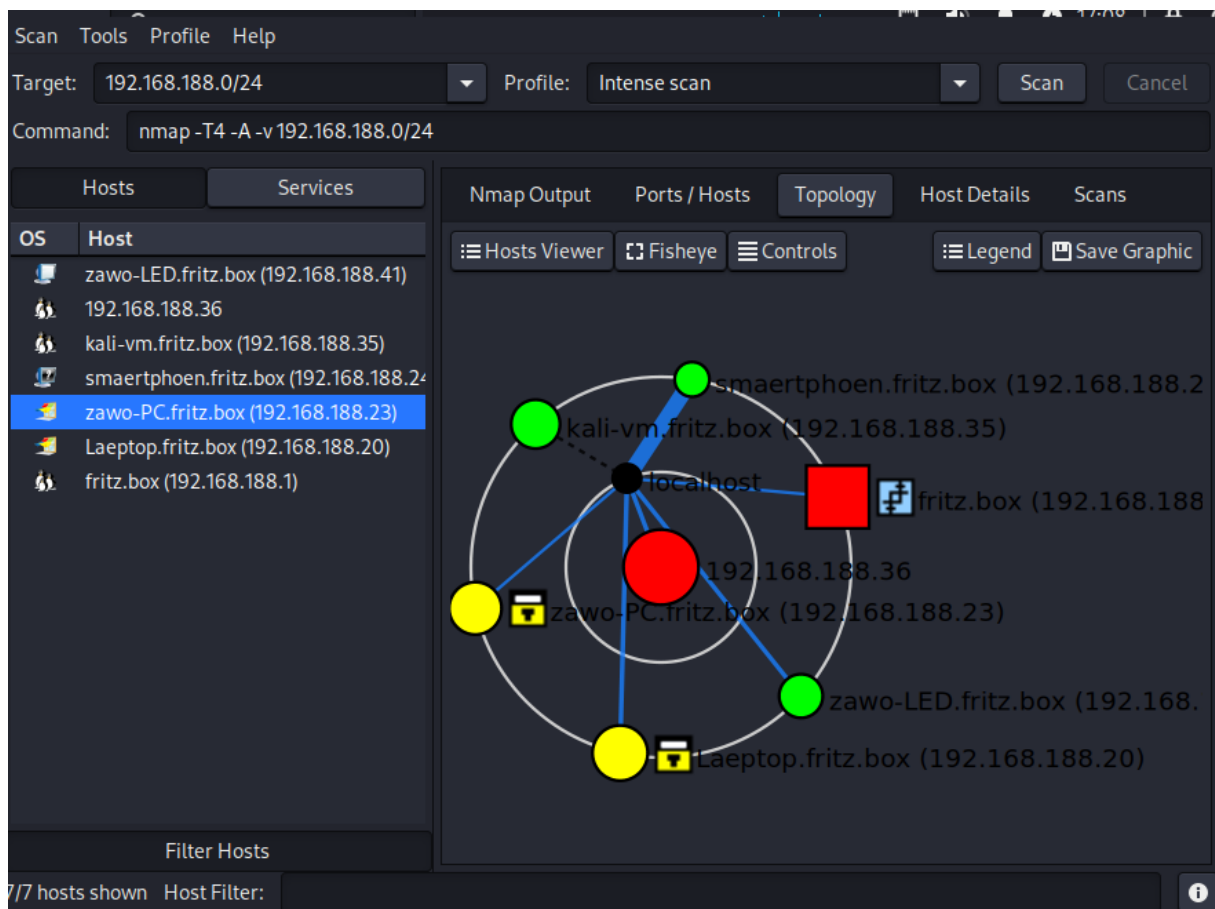 17:08
Scan Tools Profile Help
Target: 192.168.188.0/24 Profile: Intense scan Scan Cancel
Command: nmap -T4 -A -v 192.168.188.0/24
Hosts Services
Nmap Output Ports / Hosts Topology Host Details Scans
OS Host
Hosts Viewer Fisheye Controls Legend Save Graphic
zawo-LED.fritz.box (192.168.188.41)
192.168.188.36
kali-vm.fritz.box (192.168.188.35)
smaertphoen.fritz.box (192.168.188.24
zawo-PC.fritz.box (192.168.188.23)
Laeptop.fritz.box (192.168.188.20)
fritz.box (192.168.188.1)
smaertphoen.fritz.box (192.168.188.2
kali-vm.fritz.box (192.168.188.35)
localhost
fritz.box (192.168.188
192.168.188.36
zawo-PC.fritz.box (192.168.188.23)
zawo-LED.fritz.box (192.168.
Laeptop.fritz.box (192.168.188.20)
Filter Hosts
7/7 hosts shown Host Filter: